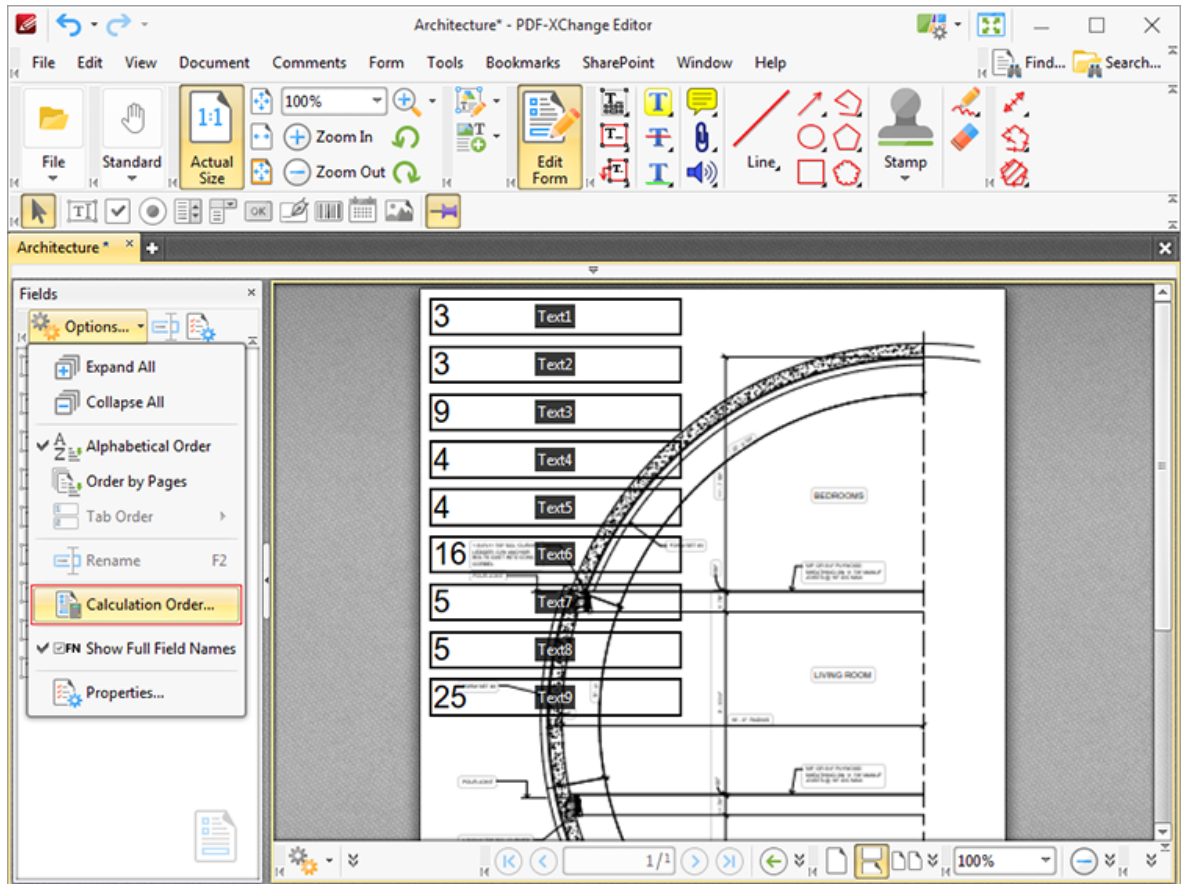 Architecture* - PDF-XChange Editor
File Edit View Document Comments Form Tools Bookmarks SharePoint Window Help
Find... Search...
1:1
100%
Zoom In
Zoom Out
File
Standard
Actual
Size
Edit
Form
Line
Stamp
OK
Architecture *
Fields
Options...
Expand All
Collapse All
Alphabetical Order
Order by Pages
Tab Order
Rename F2
Calculation Order...
FN Show Full Field Names
Properties...
3 Text1
3 Text2
9 Text3
4 Text4
4 Text5
16 Text6
5 Text7
5 Text8
25 Text9
BEDROOMS
LIVING ROOM
1/1
100%